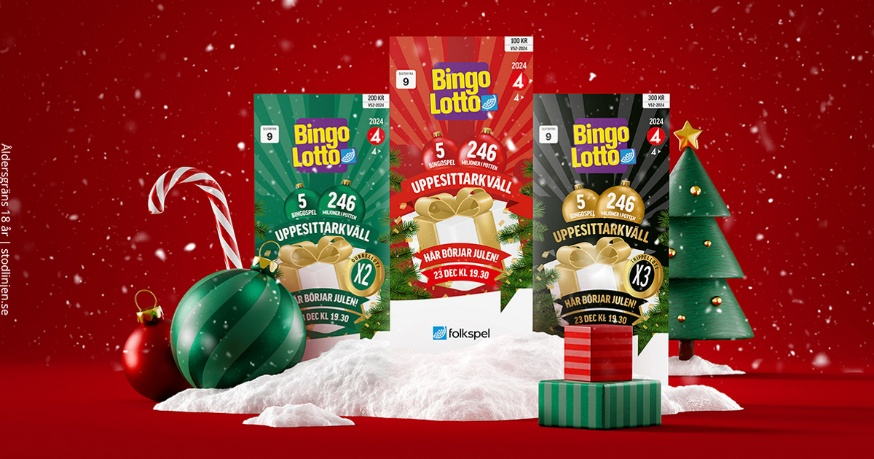 Åldersgräns 18 år | stodlinjen.se
200 KR
V52-2024
9
2024
4
Bingo
Lotto
5
BINGOSPEL
246
MILJONER I POTTEN
UPPESITTARKVÄLL
X2
HÄR BÖRJAR JULEN!
23 DEC KL 19.30
100 KR
V52-2024
9
2024
4
Bingo
Lotto
5
BINGOSPEL
246
MILJONER I POTTEN
UPPESITTARKVÄLL
HÄR BÖRJAR JULEN!
23 DEC KL 19.30
folkspel
300 KR
V52-2024
9
2024
4
Bingo
Lotto
5
BINGOSPEL
246
MILJONER I POTTEN
UPPESITTARKVÄLL
X3
HÄR BÖRJAR JULEN!
23 DEC KL 19.30